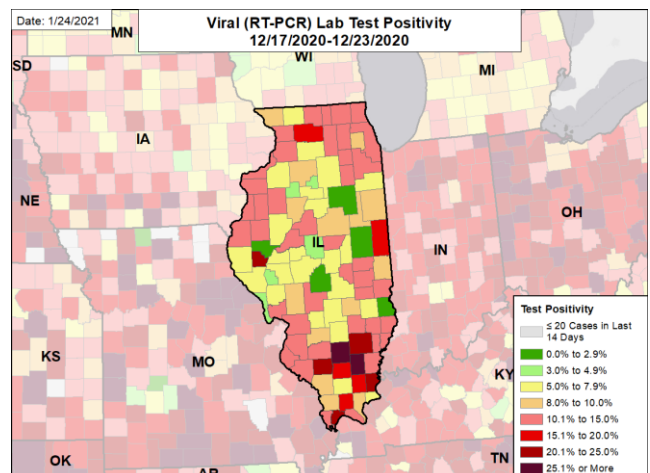 Date: 1/24/2021
Viral (RT-PCR) Lab Test Positivity
12/17/2020-12/23/2020
MN
WI
SD
MI
IA
NE
OH
IL
IN
KS
MO
KY
OK
TN
Test Positivity
≤ 20 Cases in Last
14 Days
0.0% to 2.9%
3.0% to 4.9%
5.0% to 7.9%
8.0% to 10.0%
10.1% to 15.0%
15.1% to 20.0%
20.1% to 25.0%
25.1% or More